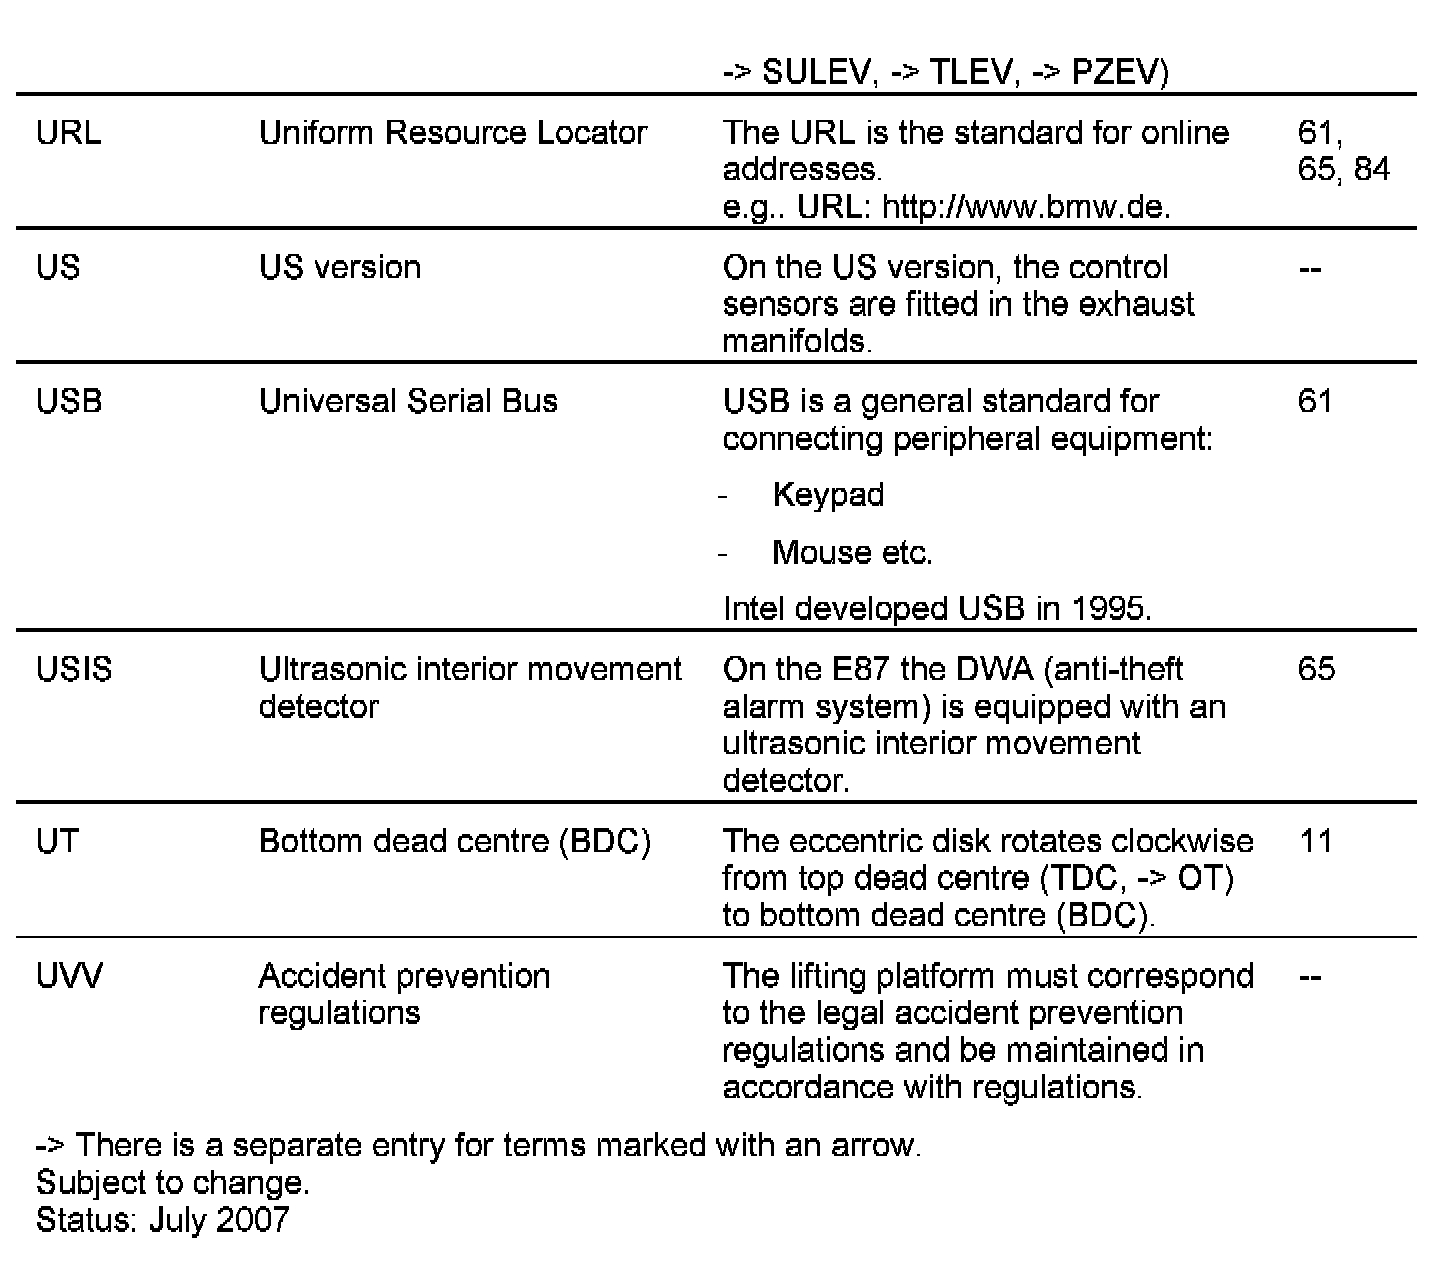 -> SULEV, -> TLEV, -> PZEV)
URL Uniform Resource Locator The URL is the standard for online 61,
addresses. 65, 84
e.g.. URL: http://www.bmw.de.
US US version On the US version, the control --
sensors are fitted in the exhaust
manifolds.
USB Universal Serial Bus USB is a general standard for 61
connecting peripheral equipment:
- Keypad
- Mouse etc.
Intel developed USB in 1995.
USIS Ultrasonic interior movement On the E87 the DWA (anti-theft 65
detector alarm system) is equipped with an
ultrasonic interior movement
detector.
UT Bottom dead centre (BDC) The eccentric disk rotates clockwise 11
from top dead centre (TDC, -> OT)
to bottom dead centre (BDC).
UVV Accident prevention The lifting platform must correspond --
regulations to the legal accident prevention
regulations and be maintained in
accordance with regulations.
-> There is a separate entry for terms marked with an arrow.
Subject to change.
Status: July 2007